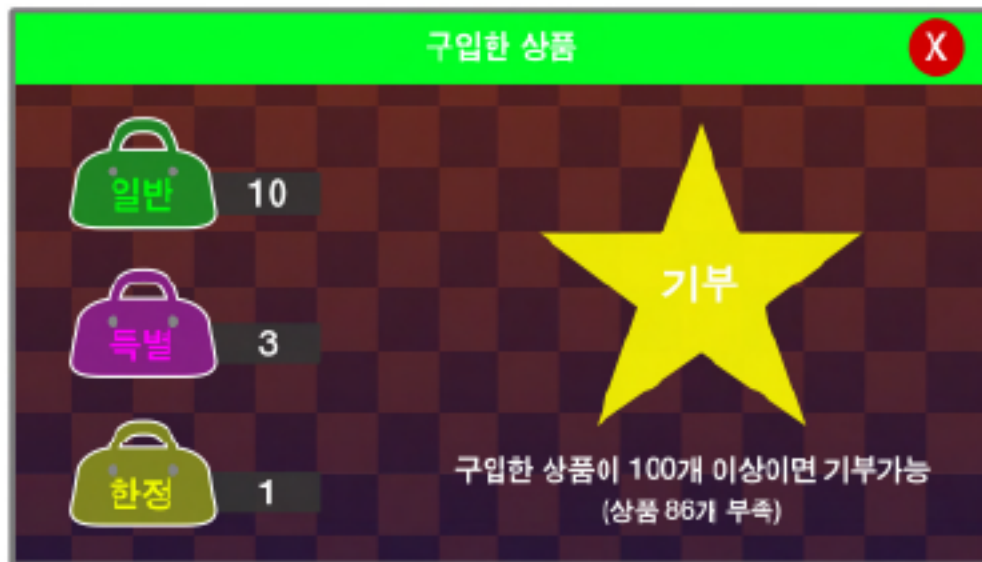 구입한 상품
X
일반 10
특별 3
한정 1
기부
구입한 상품이 100개 이상이면 기부가능
(상품 86개 부족)